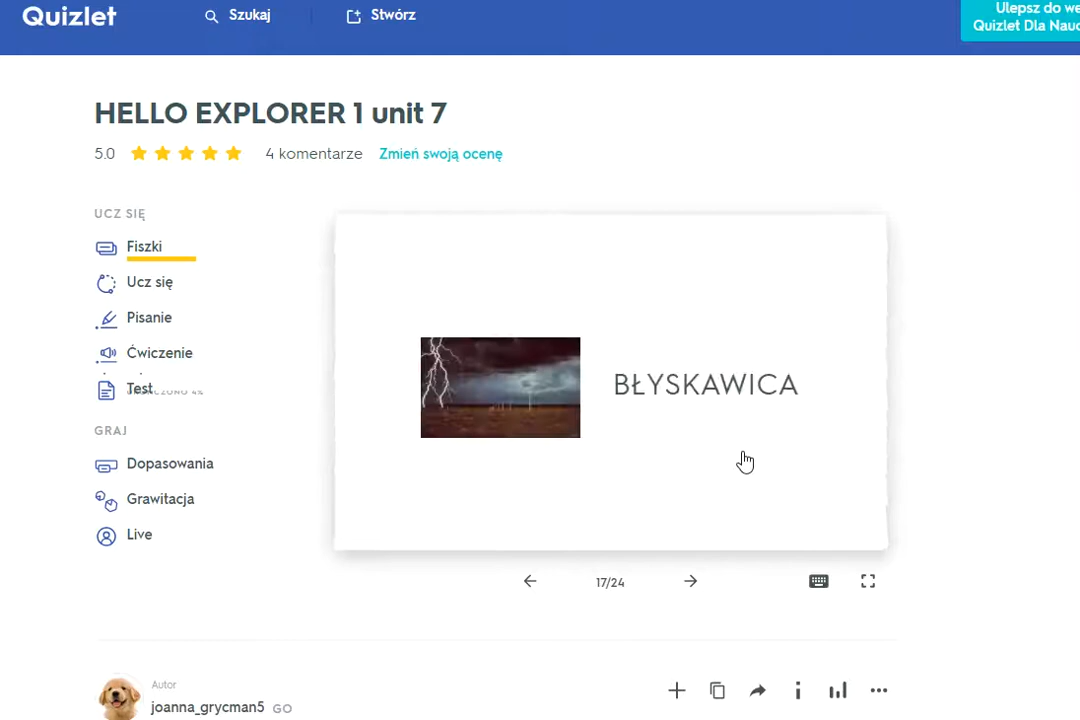 Quizlet
Szukaj
Stwórz
Ulepsz do we
Quizlet Dla Nauc
HELLO EXPLORER 1 unit 7
5.0 4 komentarze Zmień swoją ocenę
UCZ SIĘ
Fiszki
Ucz się
Pisanie
Ćwiczenie
Test
GRAJ
Dopasowania
Grawitacja
Live
BŁYSKAWICA
17/24
Autor
joanna_grycman5 GO